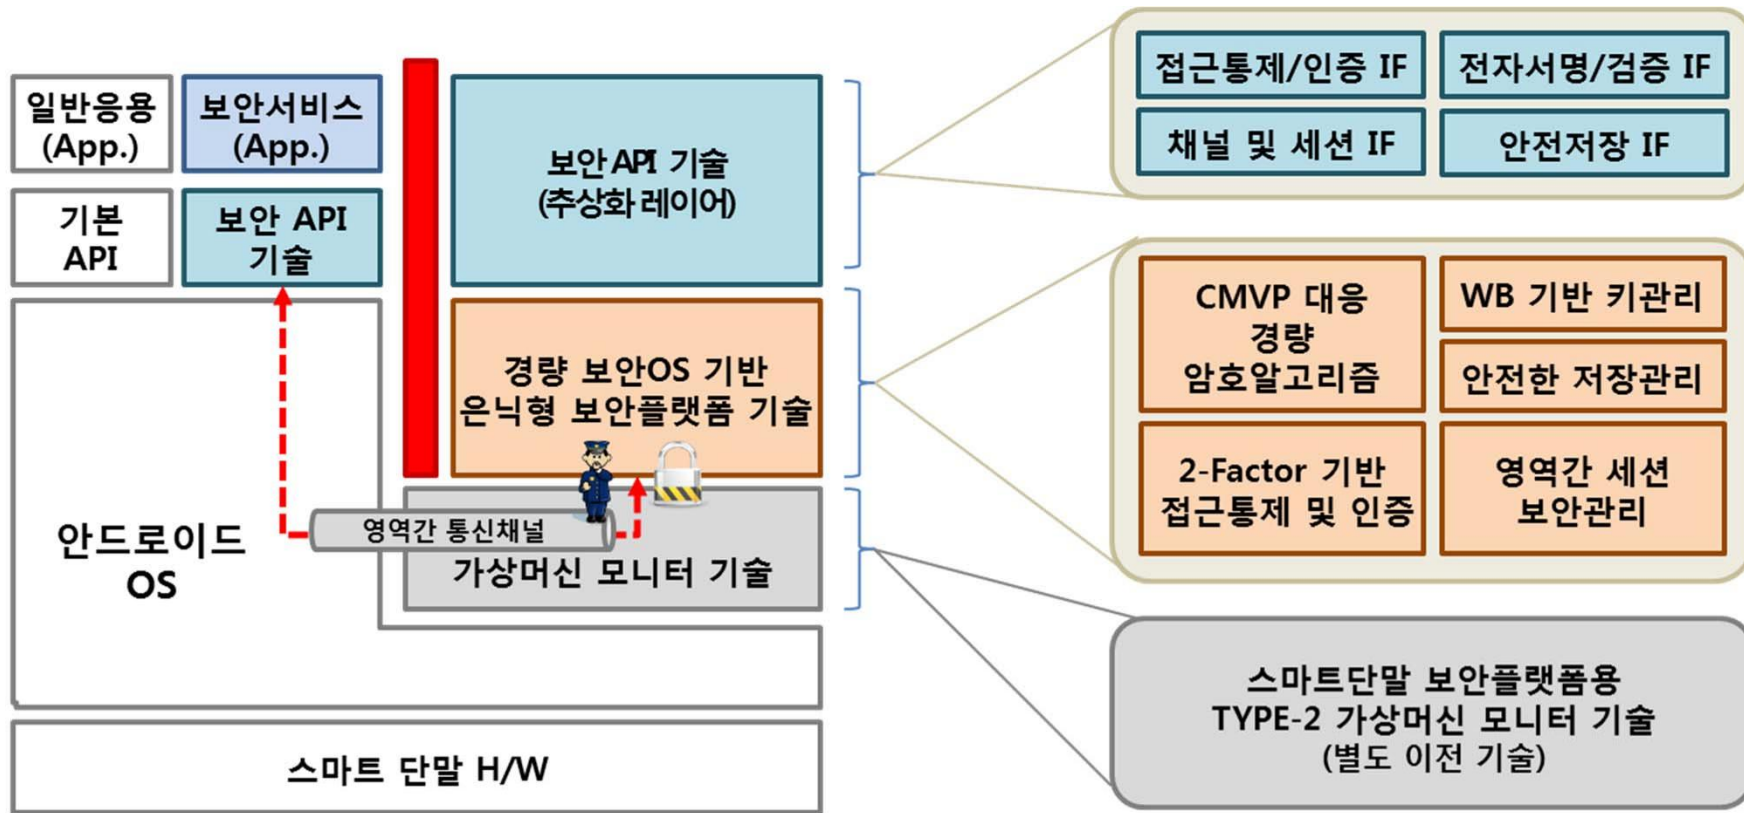 일반응용
(App.)
보안서비스
(App.)
기본
API
보안 API
기술
보안 API 기술
(추상화 레이어)
경량 보안OS 기반
은닉형 보안플랫폼 기술
영역간 통신채널
가상머신 모니터 기술
안드로이드
OS
스마트 단말 H/W
접근통제/인증 IF
전자서명/검증 IF
채널 및 세션 IF
안전저장 IF
CMVP 대응
경량
암호알고리즘
WB 기반 키관리
안전한 저장관리
2-Factor 기반
접근통제 및 인증
영역간 세션
보안관리
스마트단말 보안플랫폼용
TYPE-2 가상머신 모니터 기술
(별도 이전 기술)